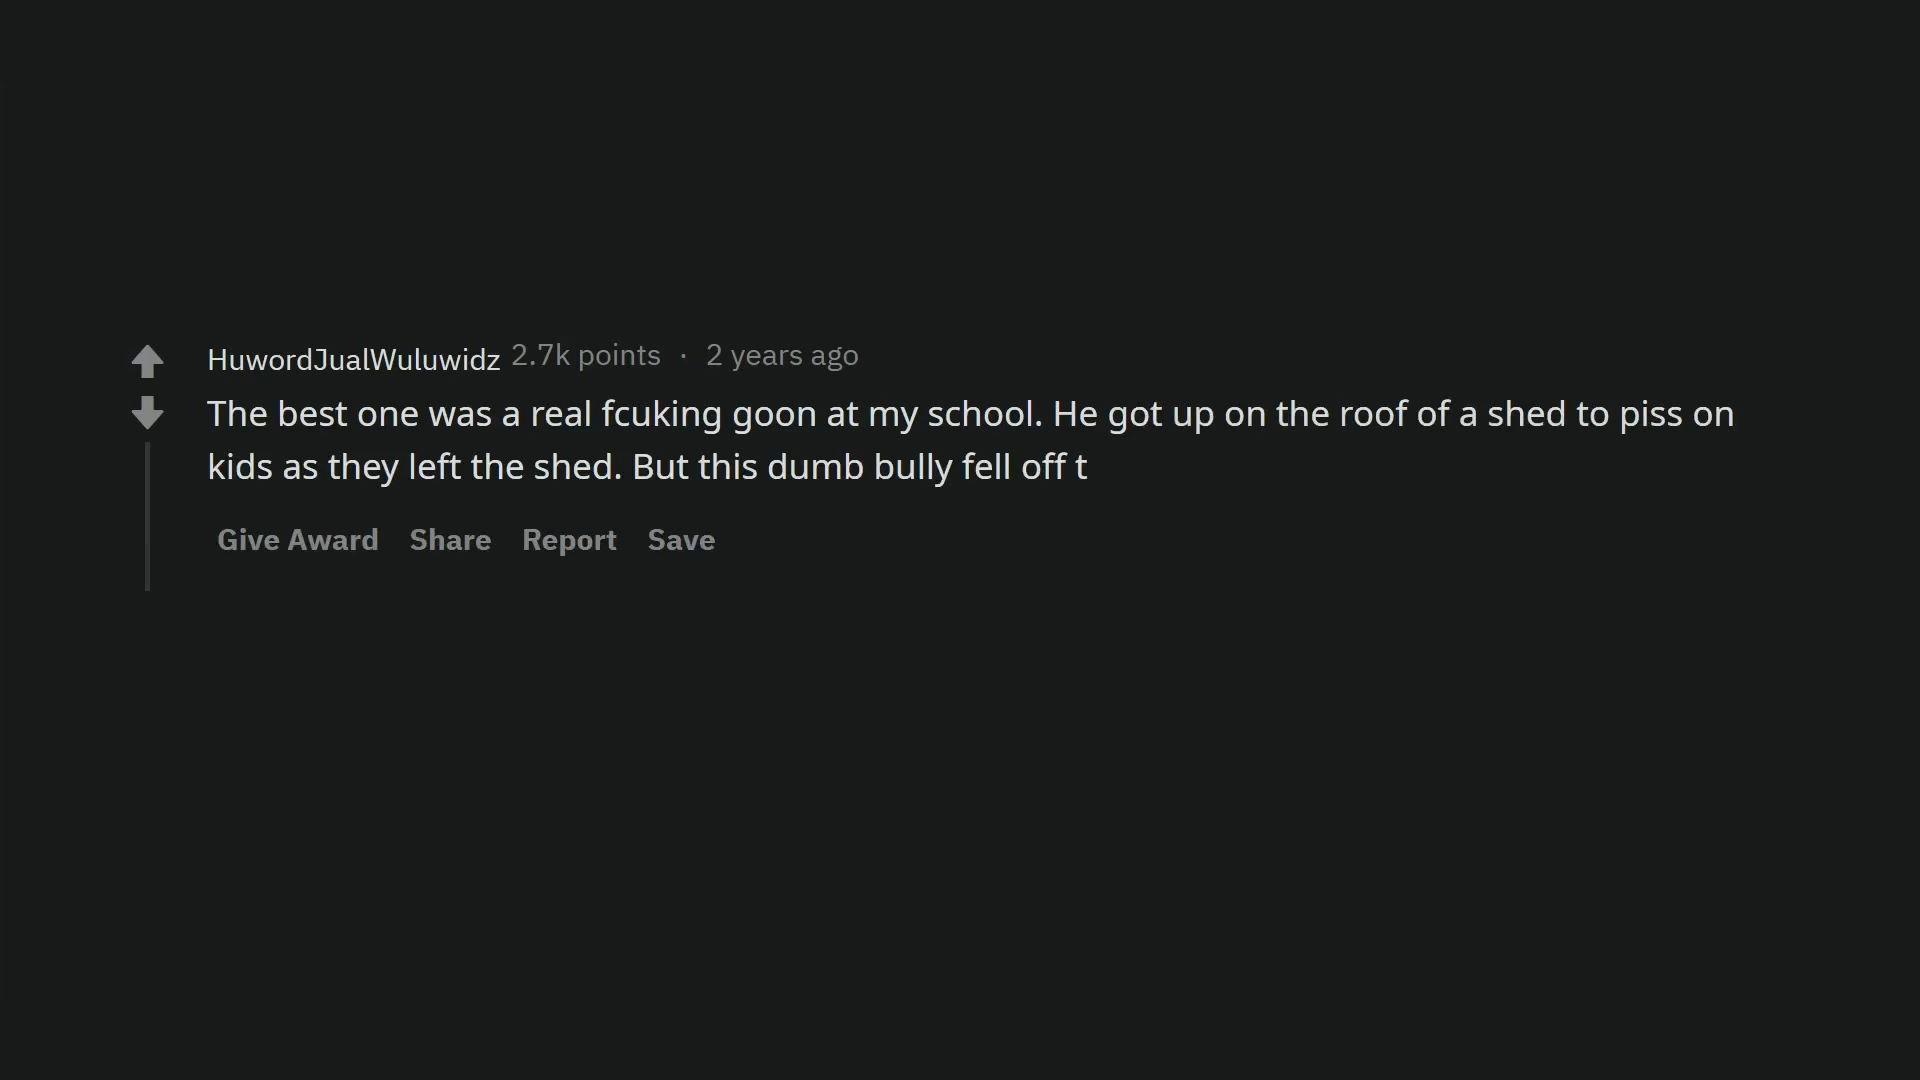 HuwordJualWuluwidz 2.7k points · 2 years ago
The best one was a real fcuking goon at my school. He got up on the roof of a shed to piss on
kids as they left the shed. But this dumb bully fell off t
Give Award Share Report Save